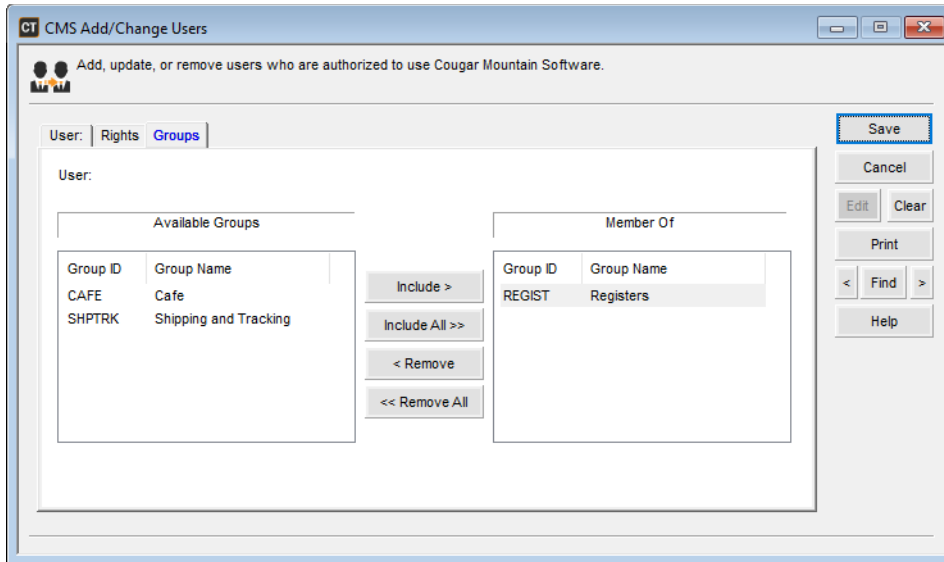 CT CMS Add/Change Users
Add, update, or remove users who are authorized to use Cougar Mountain Software.
User: Rights Groups
User:
Available Groups
Group ID Group Name
CAFE Cafe
SHPTRK Shipping and Tracking
Include >
Include All >>
< Remove
<< Remove All
Member Of
Group ID Group Name
REGIST Registers
Save
Cancel
Edit Clear
Print
< Find >
Help